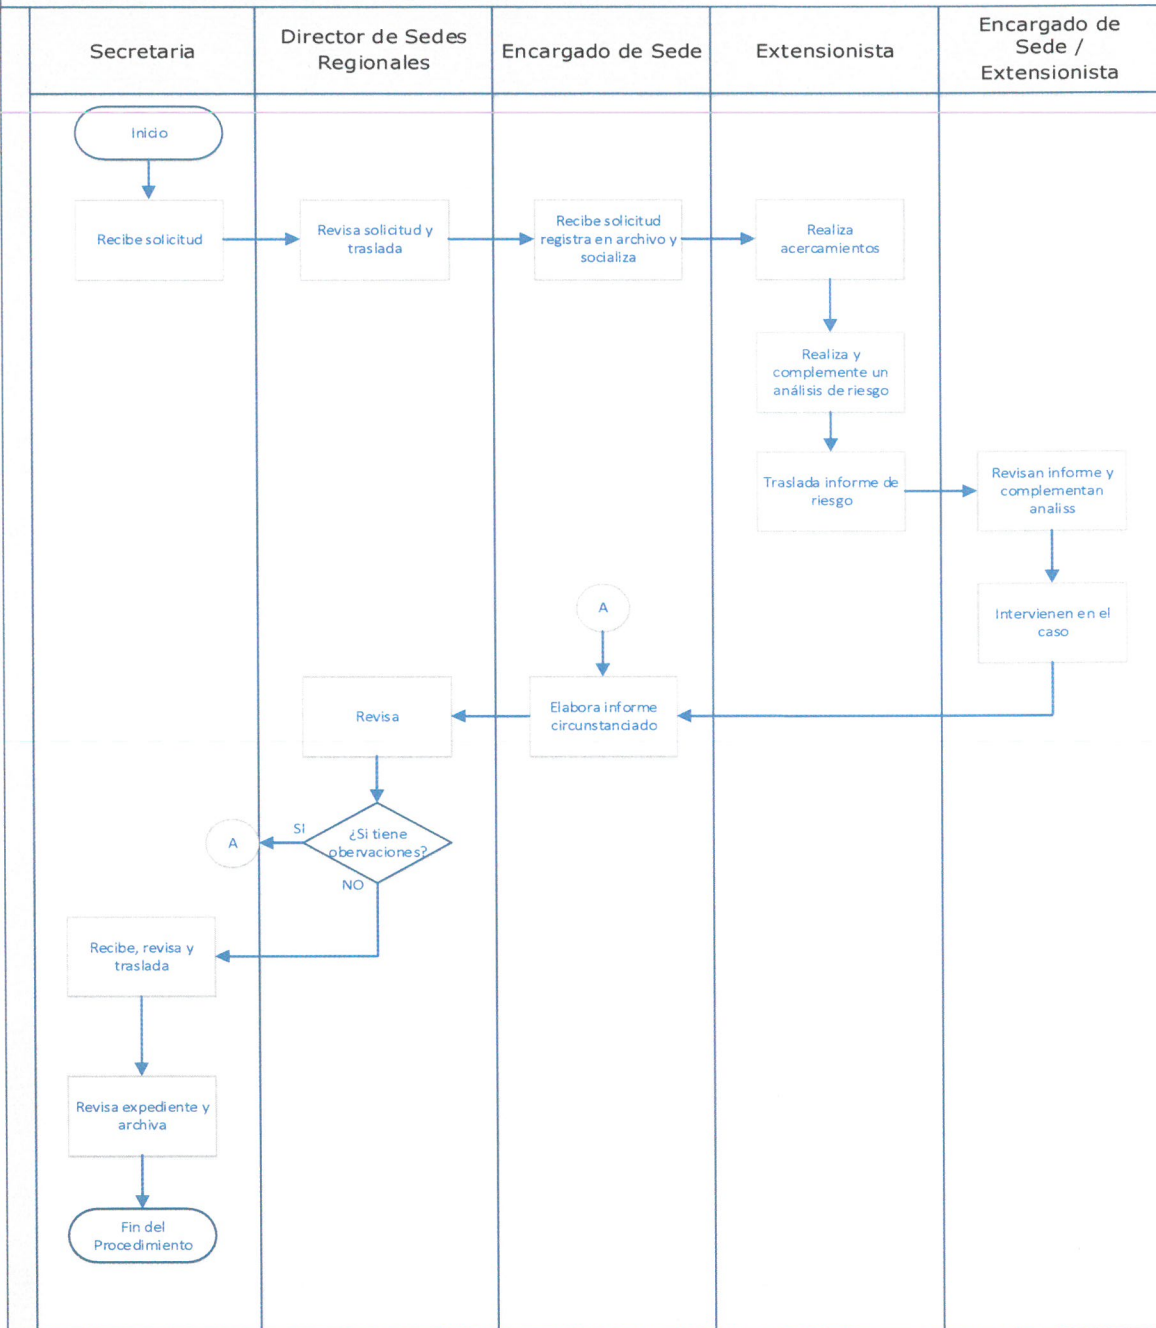 Secretaria
Director de Sedes
Regionales
Encargado de Sede
Extensionista
Encargado de
Sede /
Extensionista
Inicio
Recibe solicitud
Revisa solicitud y
traslada
Recibe solicitud
registra en archivo y
socializa
Realiza
acercamientos
Realiza y
complemente un
análisis de riesgo
Traslada informe de
riesgo
Revisan informe y
complementan
analiss
Intervienen en el
caso
A
Elabora informe
circunstanciado
Revisa
¿Si tiene
obervaciones?
SI
A
NO
Recibe, revisa y
traslada
Revisa expediente y
archiva
Fin del
Procedimiento